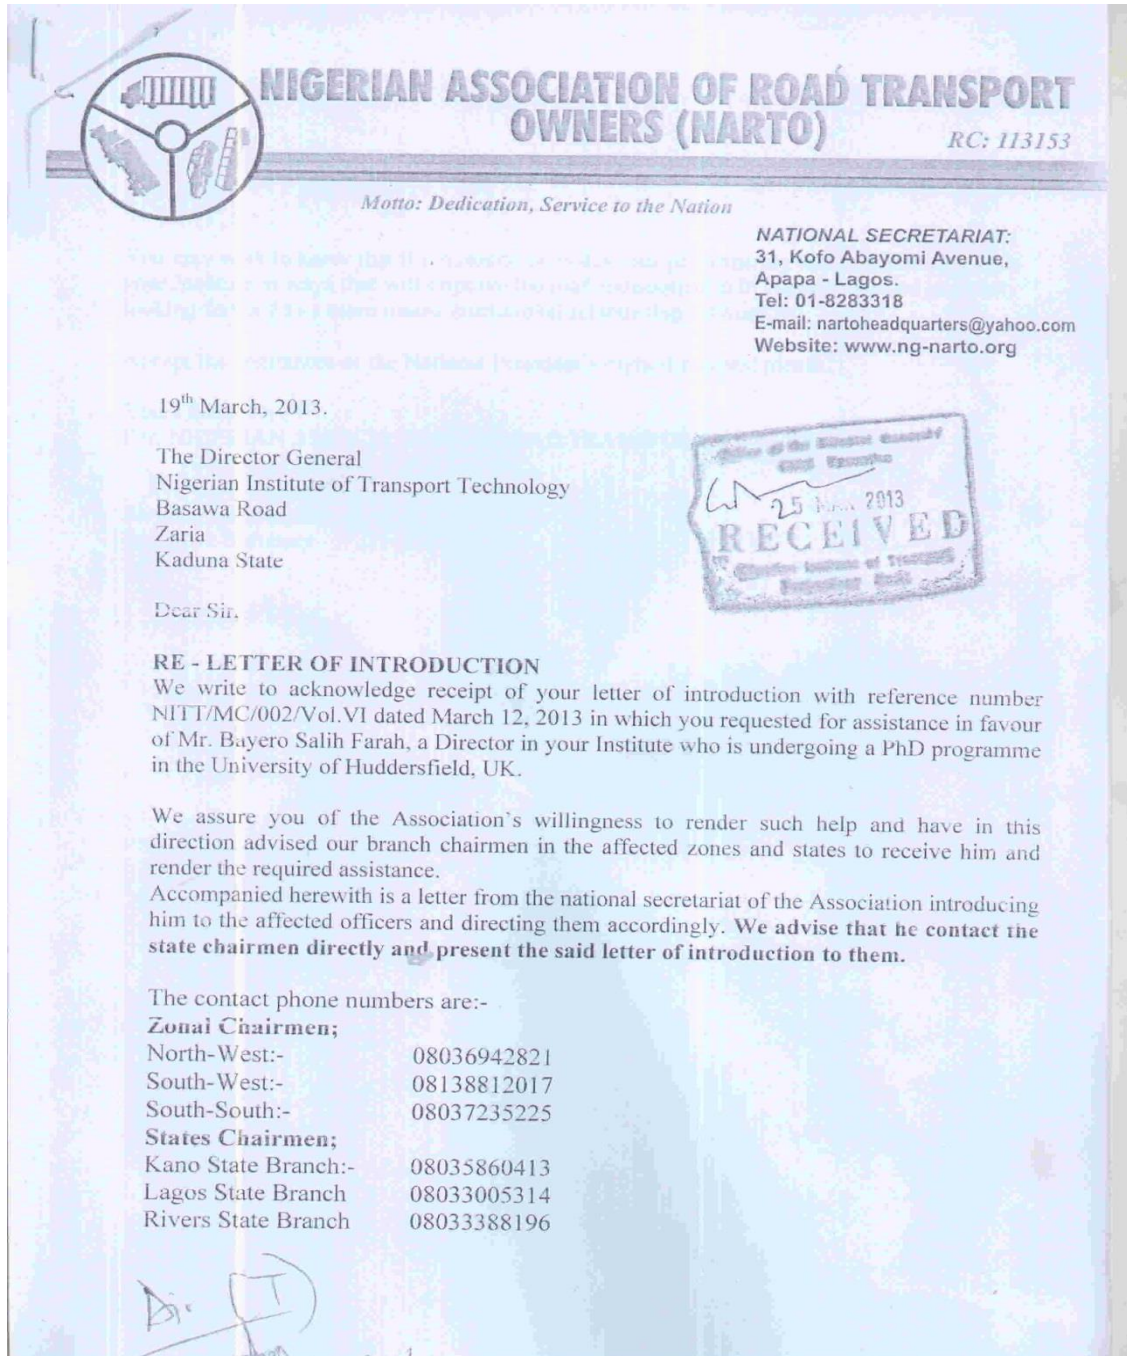 NIGERIAN ASSOCIATION OF ROAD TRANSPORT
OWNERS (NARTO)
RC: 113153
Motto: Dedication, Service to the Nation
NATIONAL SECRETARIAT:
31, Kofo Abayomi Avenue,
Apapa - Lagos.
Tel: 01-8283318
E-mail: nartoheadquarters@yahoo.com
Website: www.ng-narto.org
19th March, 2013.
The Director General
Nigerian Institute of Transport Technology
Basawa Road
Zaria
Kaduna State
Office of the Director General/
Chief Executive
25 2013
RECEIVED
Institute of Transport
Technology
Dear Sir,
RE - LETTER OF INTRODUCTION
We write to acknowledge receipt of your letter of introduction with reference number
NITT/MC/002/Vol.VI dated March 12, 2013 in which you requested for assistance in favour
of Mr. Bayero Salih Farah, a Director in your Institute who is undergoing a PhD programme
in the University of Huddersfield, UK.
We assure you of the Association's willingness to render such help and have in this
direction advised our branch chairmen in the affected zones and states to receive him and
render the required assistance.
Accompanied herewith is a letter from the national secretariat of the Association introducing
him to the affected officers and directing them accordingly. We advise that he contact the
state chairmen directly and present the said letter of introduction to them.
The contact phone numbers are:-
Zonal Chairmen;
North-West:- 08036942821
South-West:- 08138812017
South-South:- 08037235225
States Chairmen;
Kano State Branch:- 08035860413
Lagos State Branch 08033005314
Rivers State Branch 08033388196